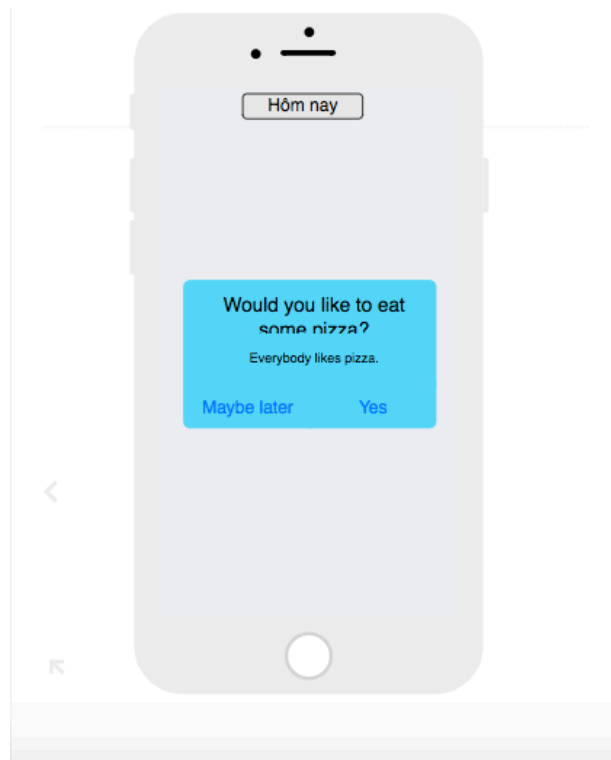 Hôm nay
Would you like to eat
some pizza?
Everybody likes pizza.
Maybe later Yes